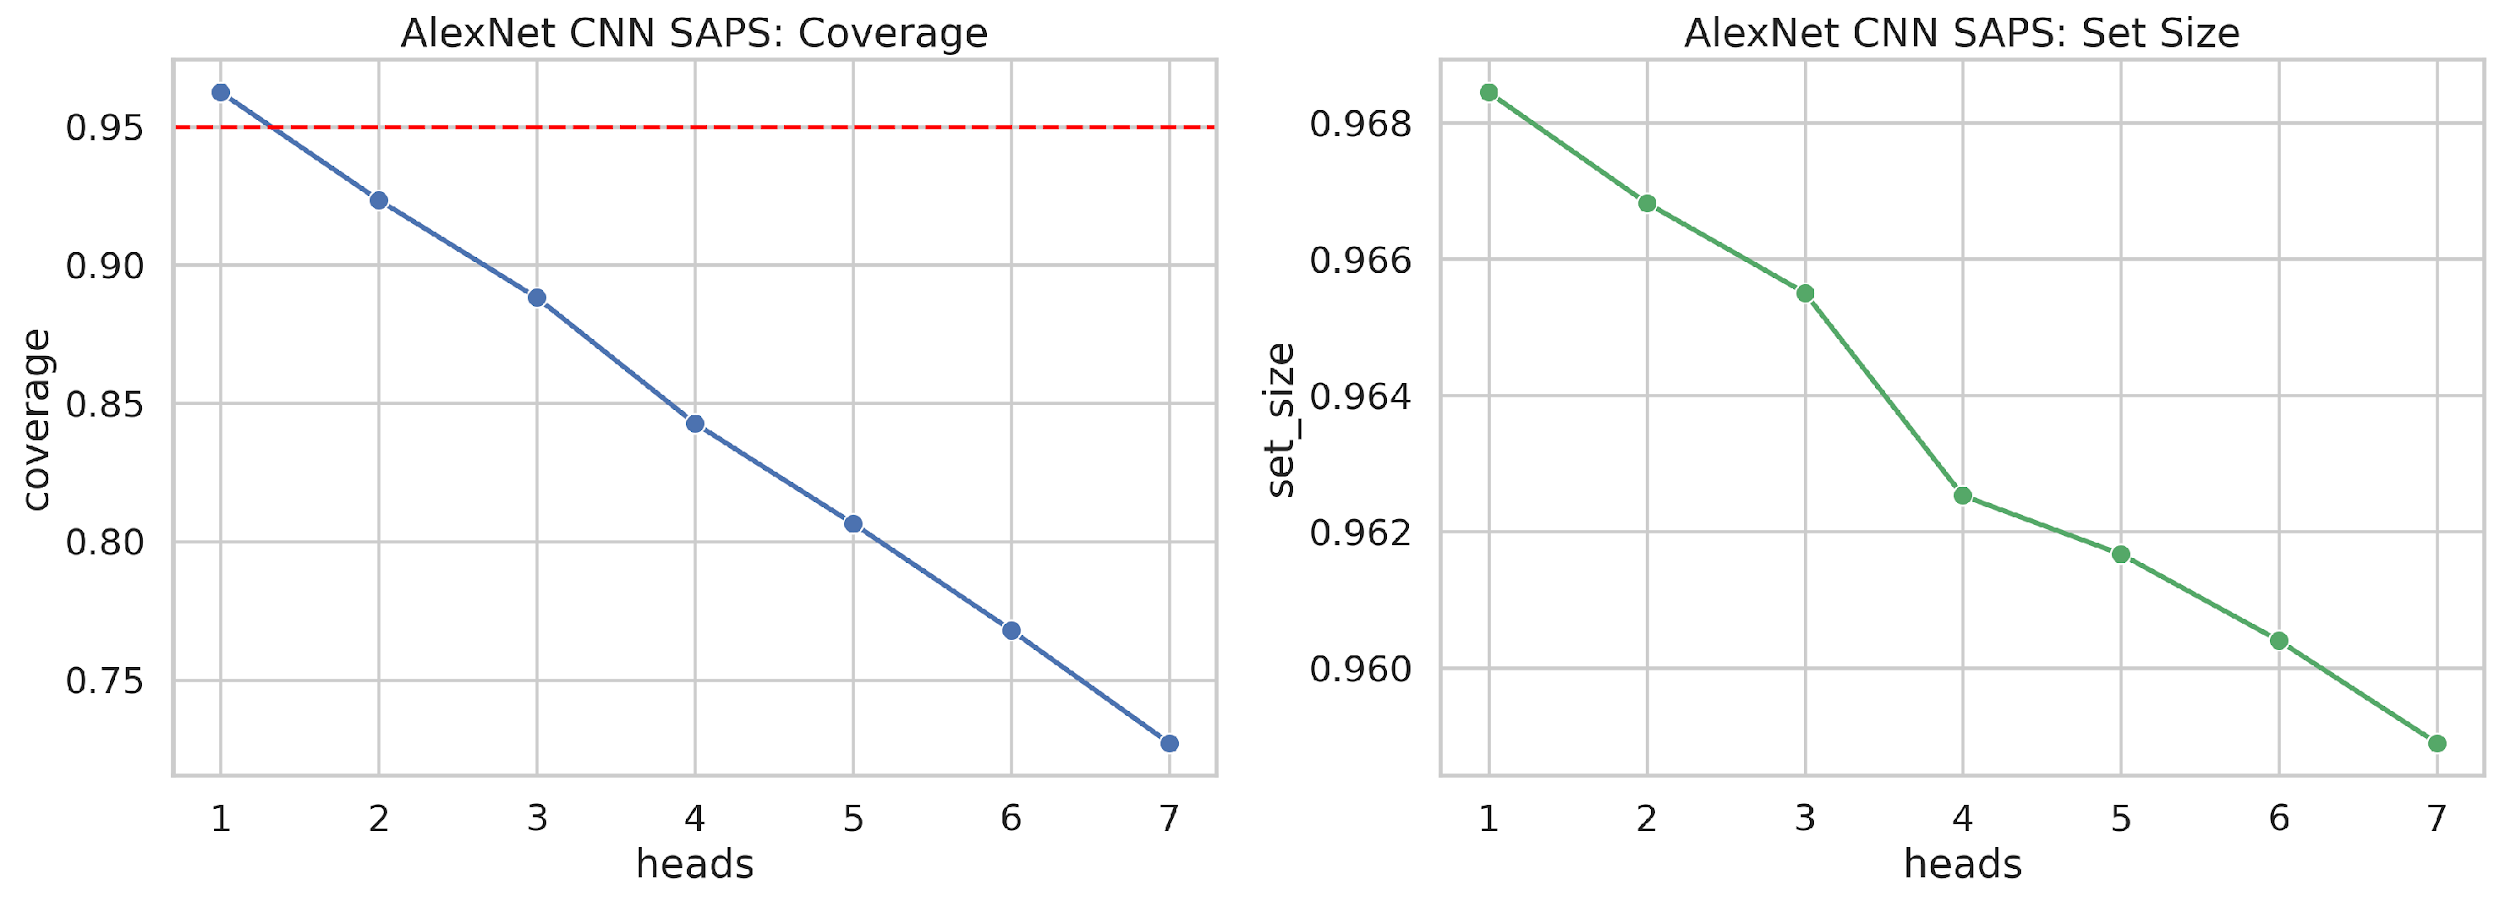 AlexNet CNN SAPS: Coverage
coverage
0.95
0.90
0.85
0.80
0.75
1 2 3 4 5 6 7
heads
AlexNet CNN SAPS: Set Size
set_size
0.968
0.966
0.964
0.962
0.960
1 2 3 4 5 6 7
heads